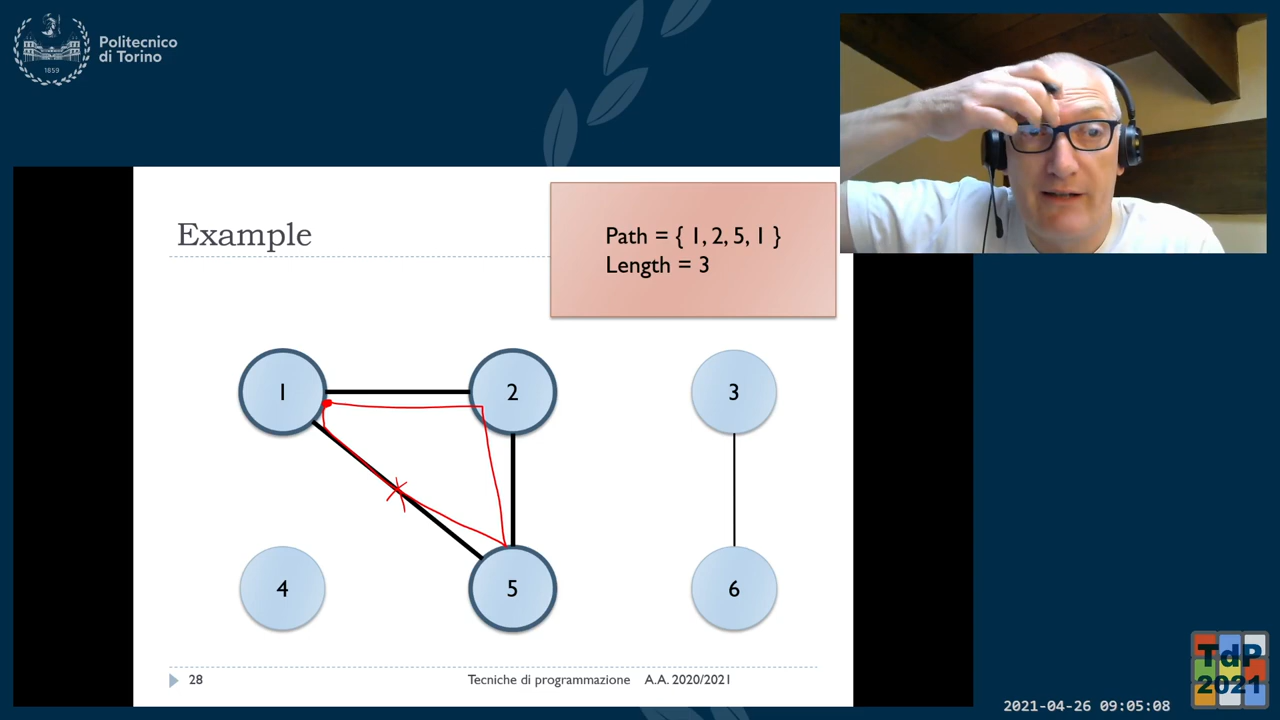 Politecnico
di Torino
1859
Example
Path = { 1, 2, 5, 1 }
Length = 3
1
2
3
4
5
6
28
Tecniche di programmazione A.A. 2020/2021
TdP
2021
2021-04-26 09:05:08